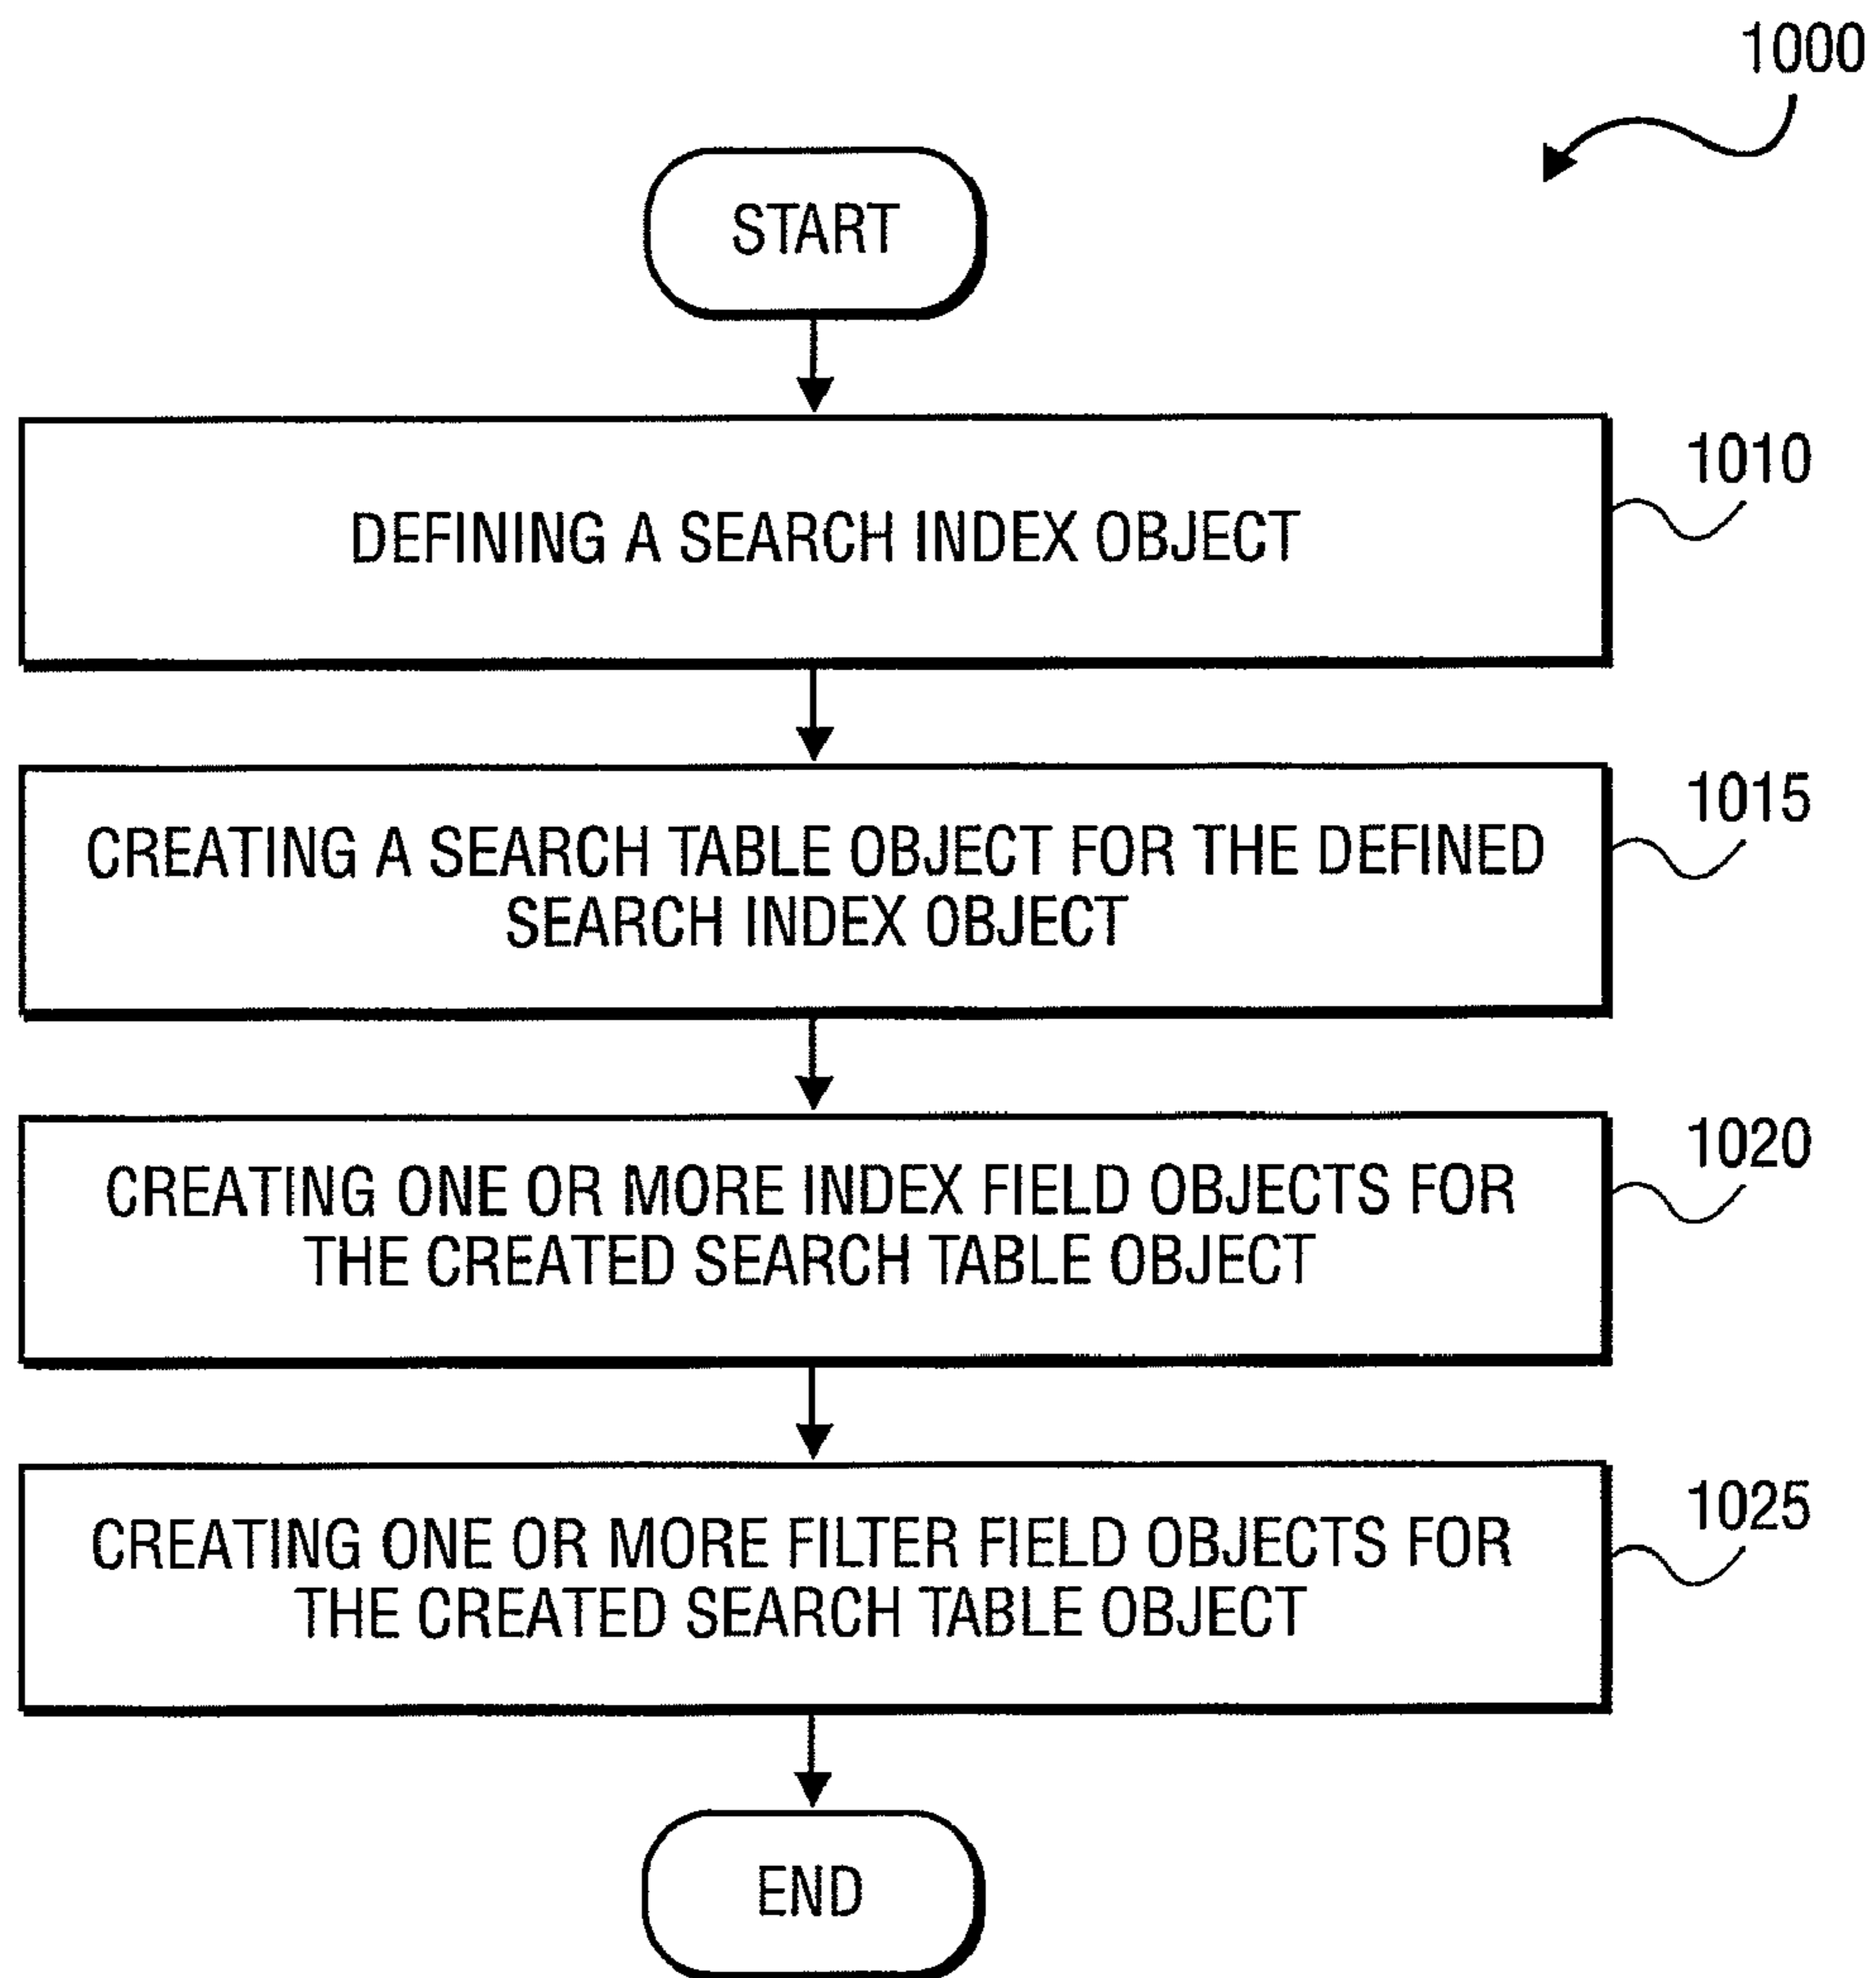 1000
START
DEFINING A SEARCH INDEX OBJECT
1010
CREATING A SEARCH TABLE OBJECT FOR THE DEFINED
SEARCH INDEX OBJECT
1015
CREATING ONE OR MORE INDEX FIELD OBJECTS FOR
THE CREATED SEARCH TABLE OBJECT
1020
CREATING ONE OR MORE FILTER FIELD OBJECTS FOR
THE CREATED SEARCH TABLE OBJECT
1025
END